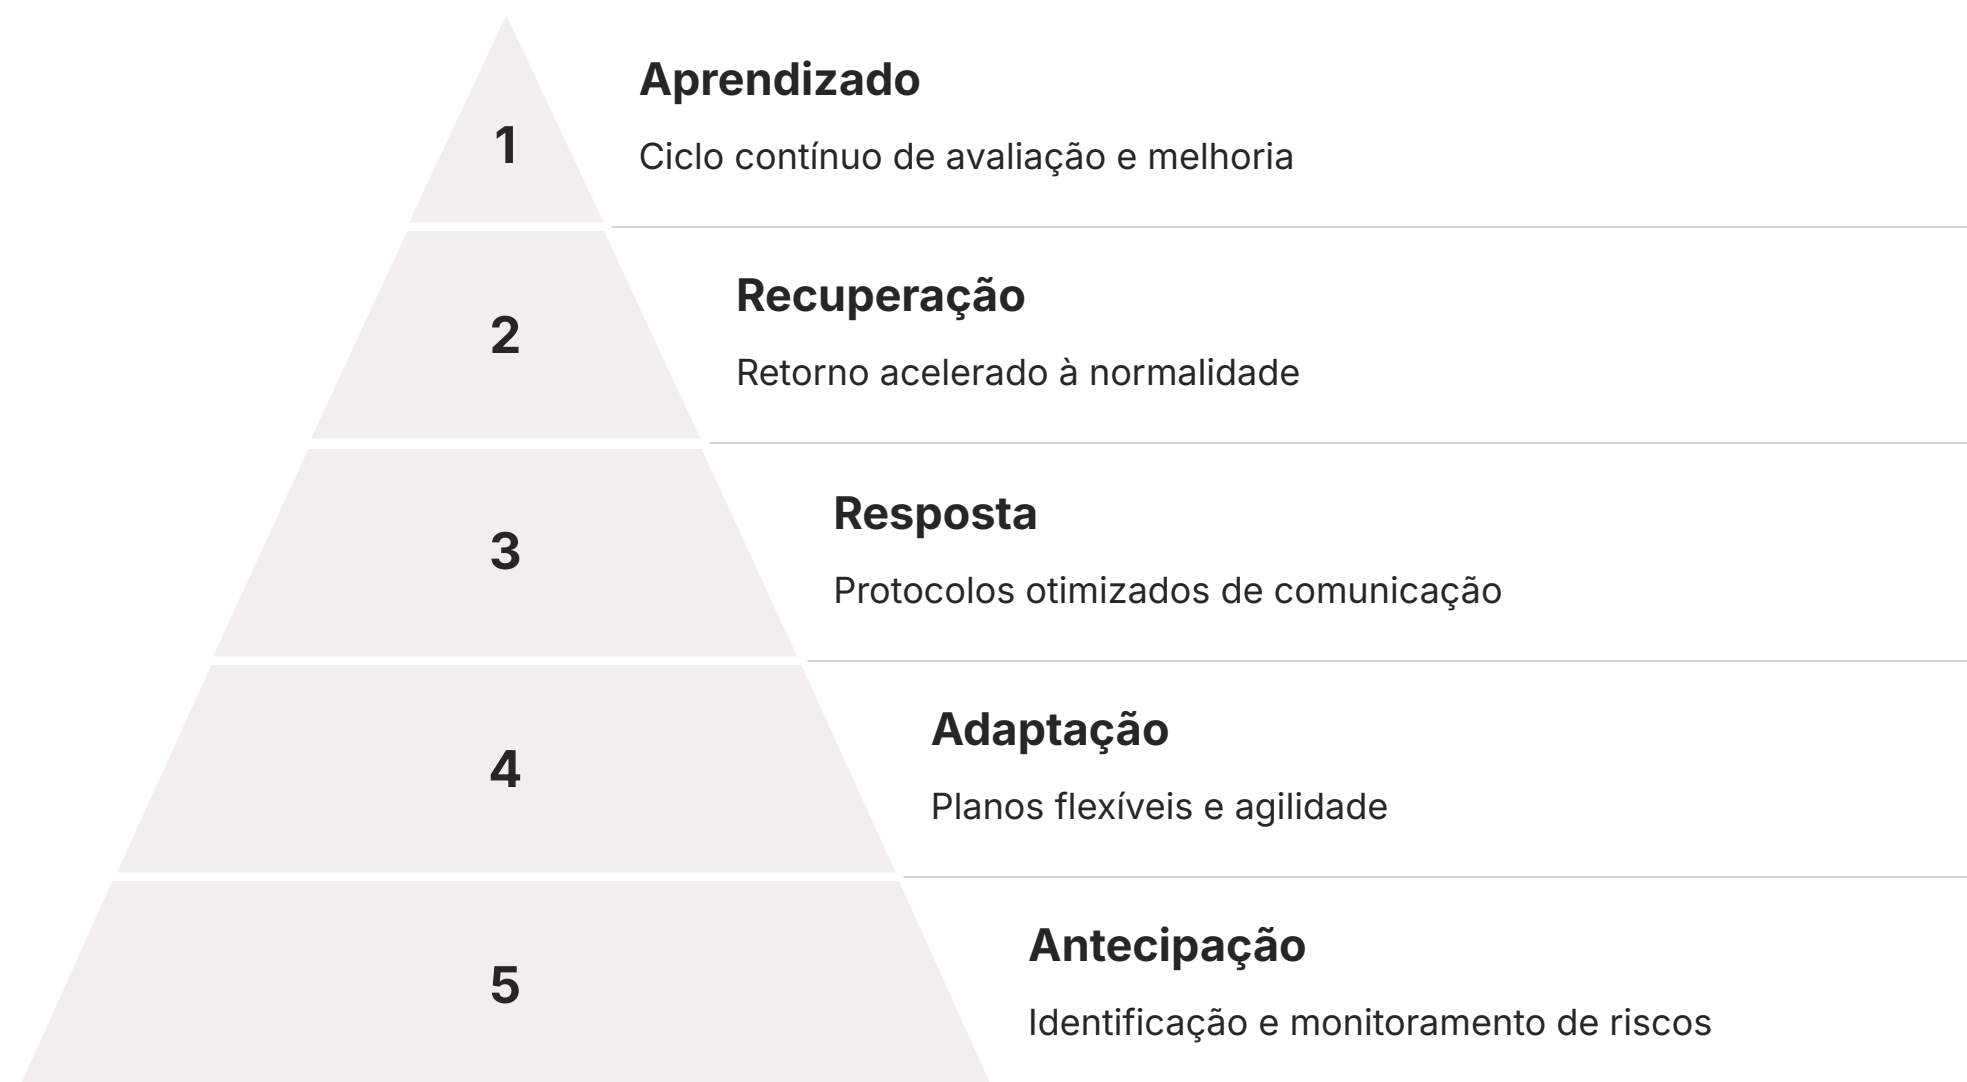 1
Aprendizado
Ciclo contínuo de avaliação e melhoria
2
Recuperação
Retorno acelerado à normalidade
3
Resposta
Protocolos otimizados de comunicação
4
Adaptação
Planos flexíveis e agilidade
5
Antecipação
Identificação e monitoramento de riscos